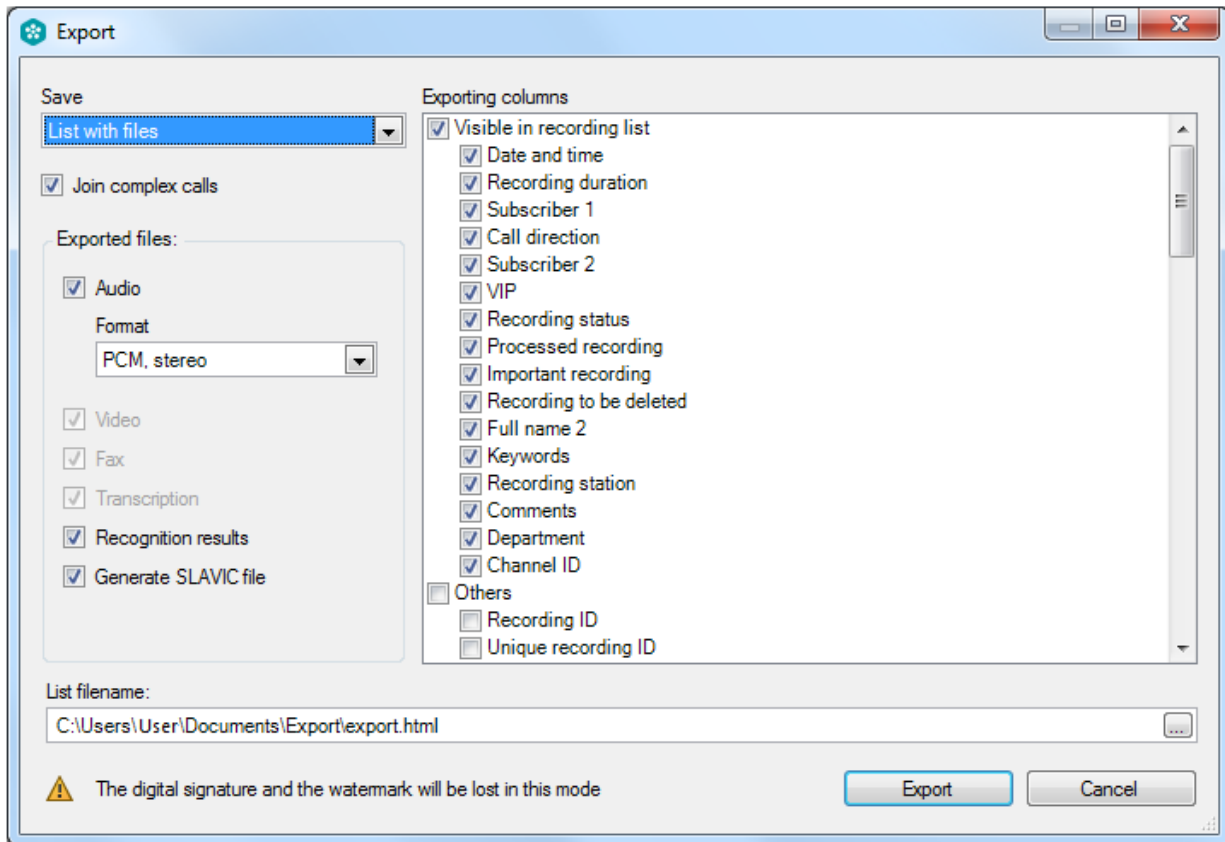 Export
Save
List with files
Join complex calls
Exported files:
Audio
Format
PCM, stereo
Video
Fax
Transcription
Recognition results
Generate SLAVIC file
Exporting columns
Visible in recording list
Date and time
Recording duration
Subscriber 1
Call direction
Subscriber 2
VIP
Recording status
Processed recording
Important recording
Recording to be deleted
Full name 2
Keywords
Recording station
Comments
Department
Channel ID
Others
Recording ID
Unique recording ID
List filename:
C:\Users\User\Documents\Export\export.html
...
The digital signature and the watermark will be lost in this mode
Export
Cancel